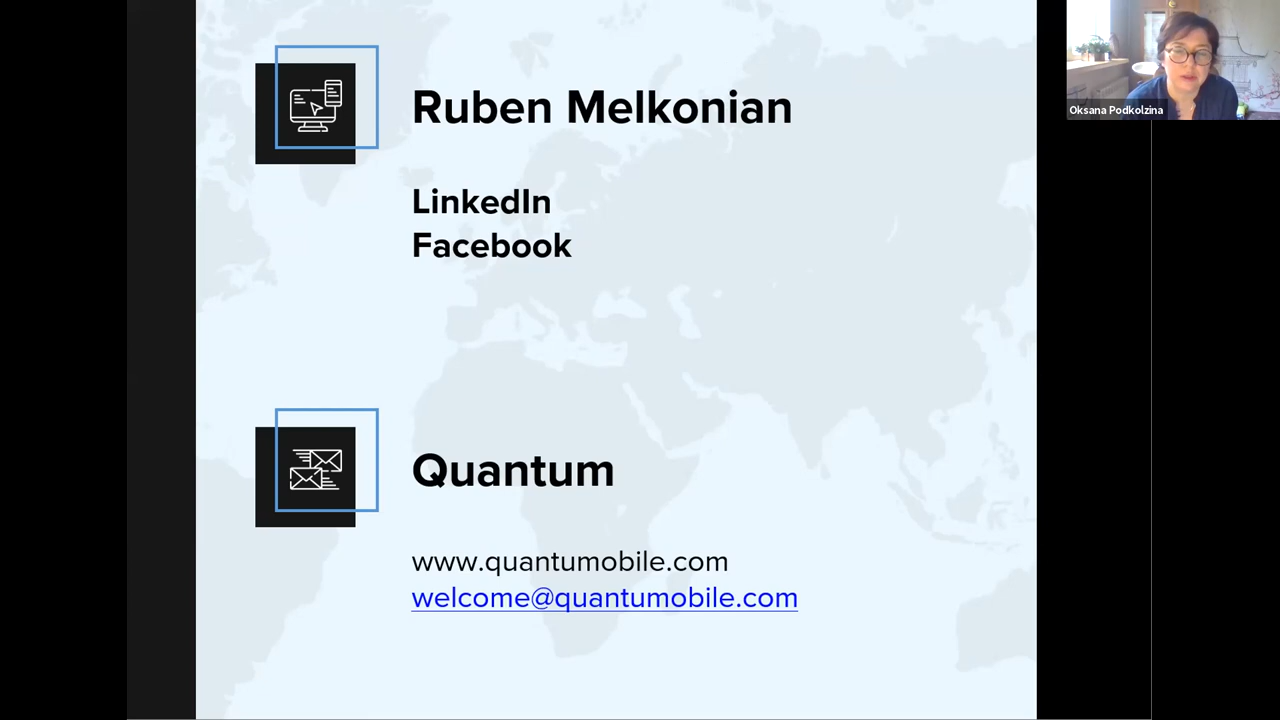 Ruben Melkonian
LinkedIn
Facebook
Quantum
www.quantumobile.com
welcome@quantumobile.com
Oksana Podkolzina